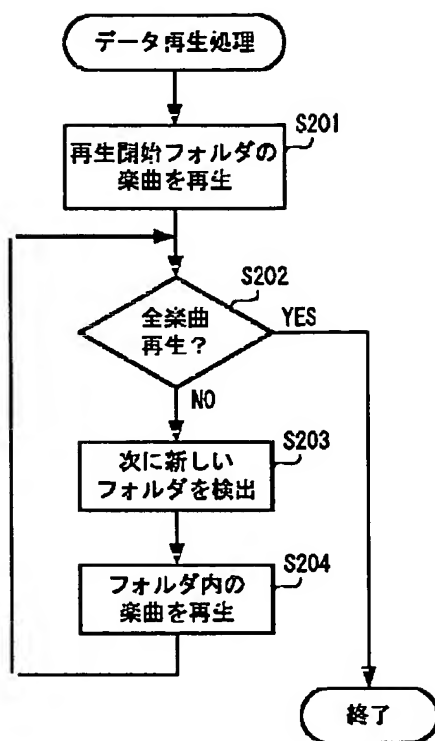 データ再生処理
S201
再生開始フォルダの
楽曲を再生
S202
全楽曲
再生?
YES
NO
S203
次に新しい
フォルダを検出
S204
フォルダ内の
楽曲を再生
終了